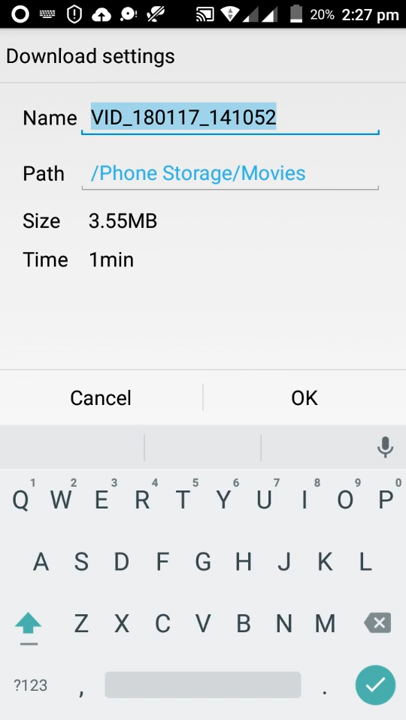 20% 2:27 pm
Download settings
Name VID_180117_141052
Path /Phone Storage/Movies
Size 3.55MB
Time 1min
Cancel OK
1 2 3 4 5 6 7 8 9 0
Q W E R T Y U I O P
A S D F G H J K L
Z X C V B N M
?123 , .